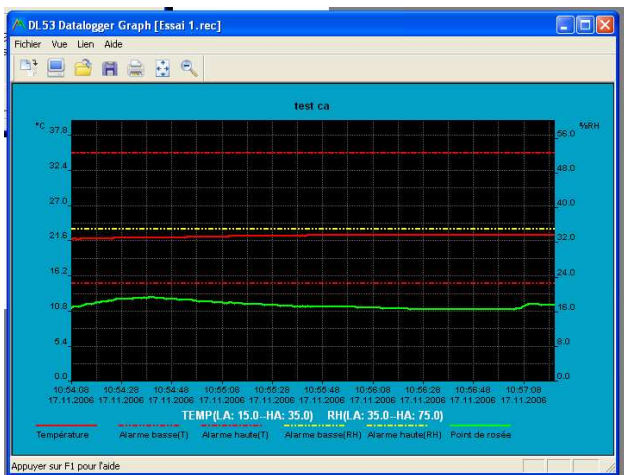 DL53 Datalogger Graph [Essai 1.rec]
Fichier Vue Lien Aide
test ca
°C %RH
37.8 56.0
32.4 48.0
27.0 40.0
21.6 32.0
16.2 24.0
10.8 16.0
5.4 8.0
0.0 0.0
10:54:08 10:54:28 10:54:48 10:55:08 10:55:28 10:55:48 10:56:08 10:56:28 10:56:48 10:57:08
17.11.2006 17.11.2006 17.11.2006 17.11.2006 17.11.2006 17.11.2006 17.11.2006 17.11.2006 17.11.2006 17.11.2006
TEMP(LA: 15.0--HA: 35.0) RH(LA: 35.0--HA: 75.0)
Température Alarme basse(T) Alarme haute(T) Alarme basse(RH) Alarme haute(RH) Point de rosée
Appuyer sur F1 pour l'aide